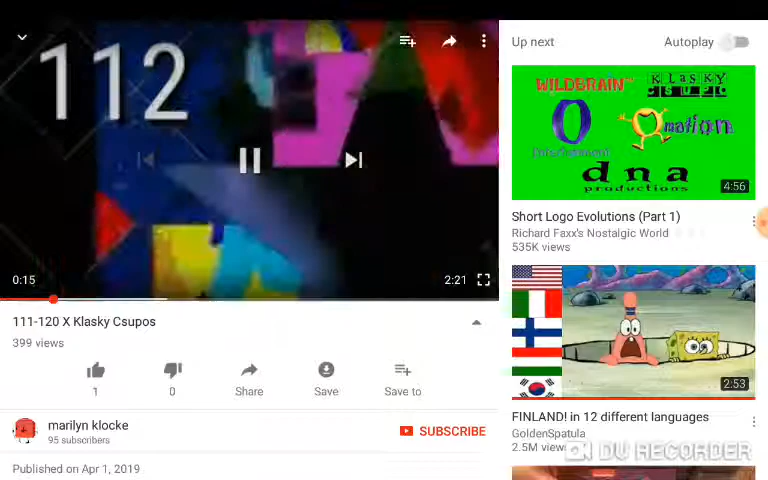 112
0:15
2:21
111-120 X Klasky Csupos
399 views
1
0
Share
Save
Save to
marilyn klocke
95 subscribers
SUBSCRIBE
Published on Apr 1, 2019
Up next
Autoplay
WILDBRAIN™
KLASKY
CSUPO
O
Entertainment
Omation
dna
productions
4:56
Short Logo Evolutions (Part 1)
Richard Faxx's Nostalgic World
535K views
2:53
FINLAND! in 12 different languages
GoldenSpatula
2.5M views
DU RECORDER